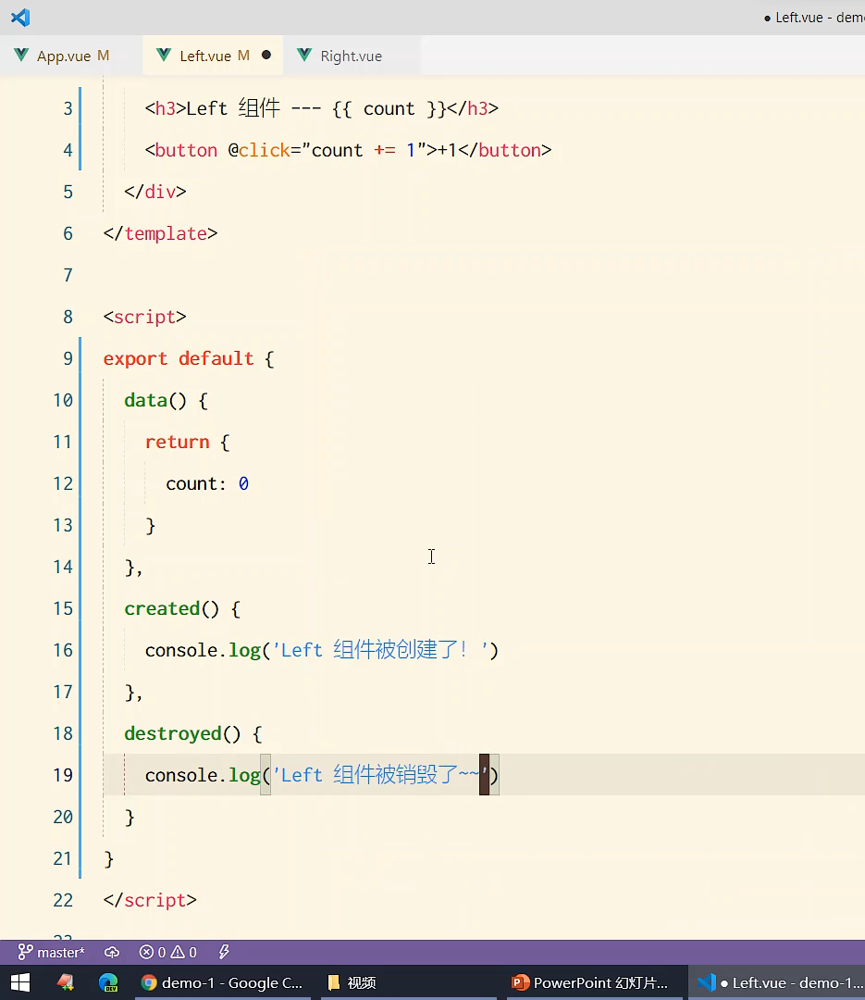 ● Left.vue - dem
App.vue M
Left.vue M ●
Right.vue
3 <h3>Left 组件 --- {{ count }}</h3>
4 <button @click="count += 1">+1</button>
5 </div>
6 </template>
7
8 <script>
9 export default {
10 data() {
11 return {
12 count: 0
13 }
14 },
15 created() {
16 console.log('Left 组件被创建了！')
17 },
18 destroyed() {
19 console.log('Left 组件被销毁了~~')
20 }
21 }
22 </script>
master* 0 0
DEV demo-1 - Google C... 视频 PowerPoint 幻灯片... ● Left.vue - demo-1...